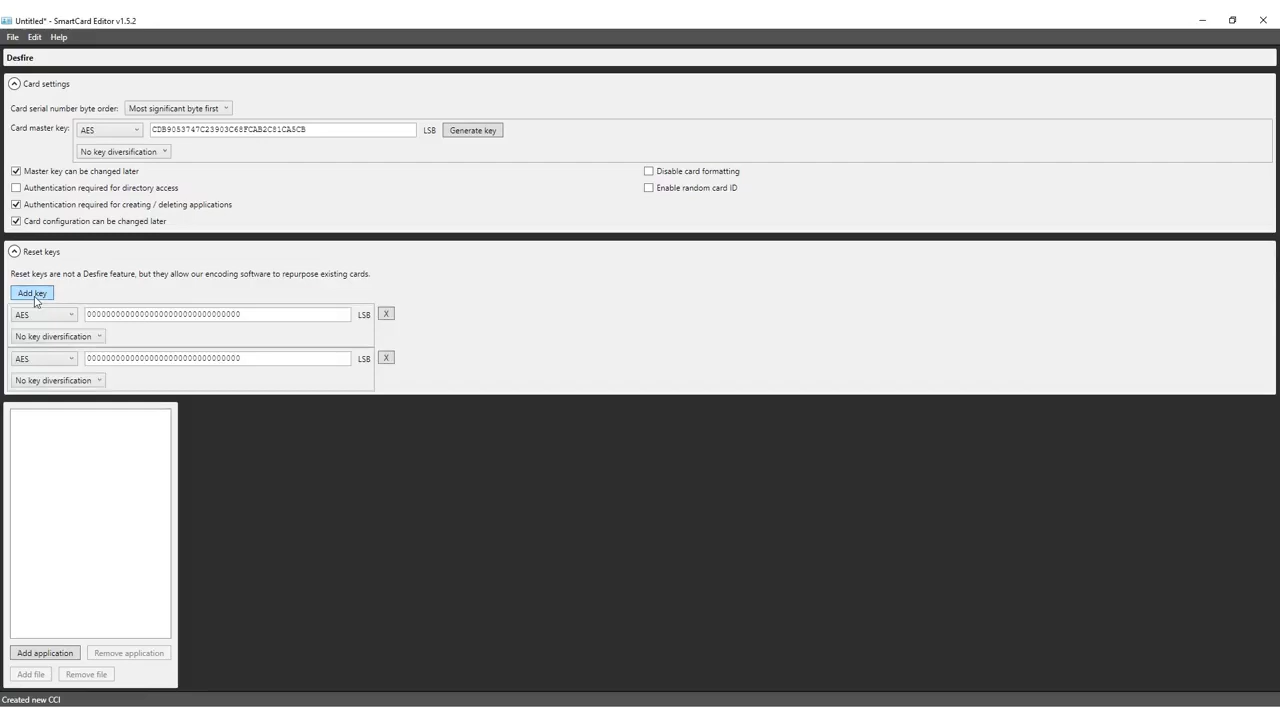 Untitled* - SmartCard Editor v1.5.2
File Edit Help
Desfire
Card settings
Card serial number byte order: Most significant byte first
Card master key: AES CDB9053747C23903C68FCAB2C81CA5CB LSB Generate key
No key diversification
Master key can be changed later Disable card formatting
Authentication required for directory access Enable random card ID
Authentication required for creating / deleting applications
Card configuration can be changed later
Reset keys
Reset keys are not a Desfire feature, but they allow our encoding software to repurpose existing cards.
Add key
AES 00000000000000000000000000000000 LSB X
No key diversification
AES 00000000000000000000000000000000 LSB X
No key diversification
Add application Remove application
Add file Remove file
Created new CCI